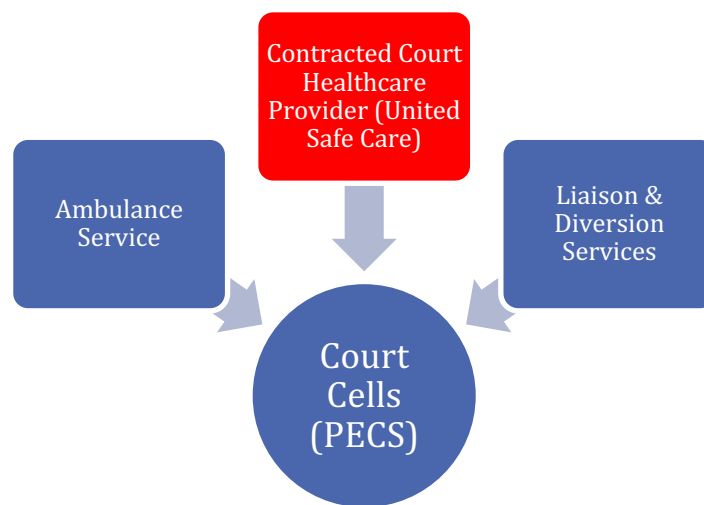 Contracted Court
Healthcare
Provider (United
Safe Care)
Ambulance
Service
Liaison &
Diversion
Services
Court
Cells
(PECS)